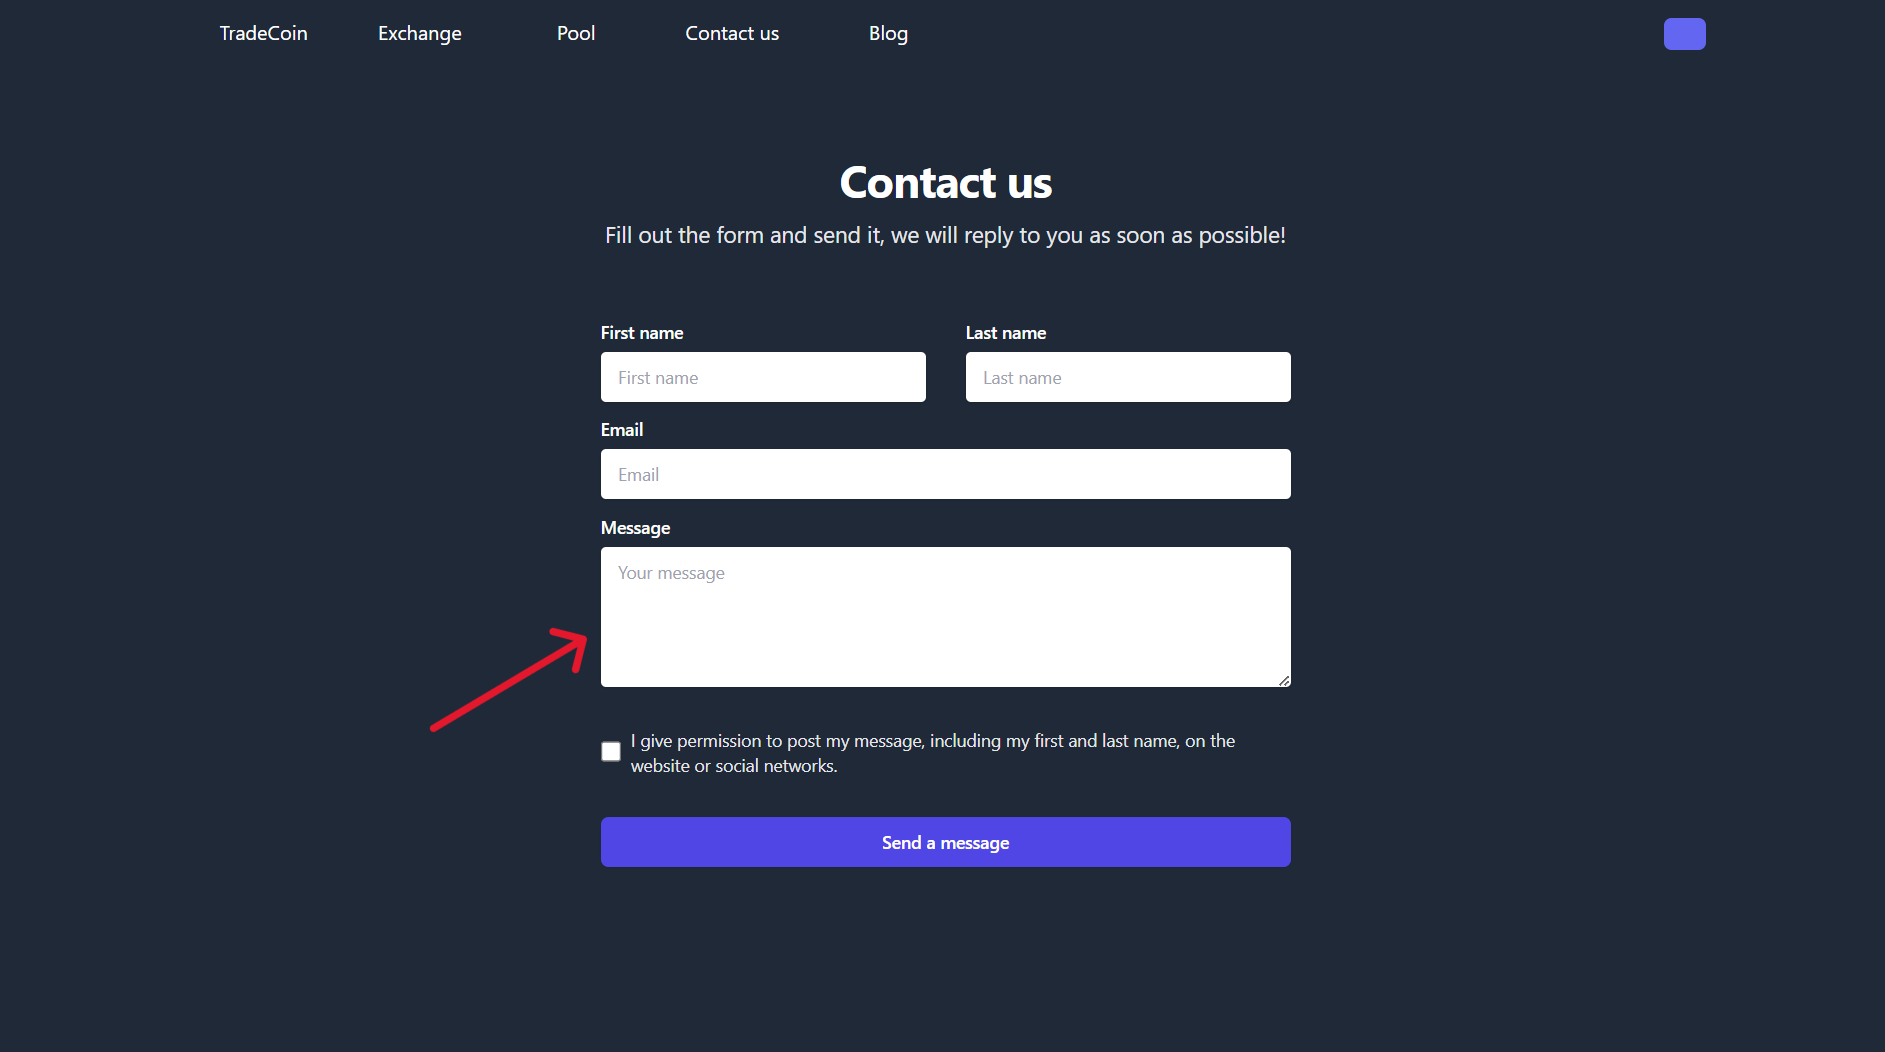 TradeCoin Exchange Pool Contact us Blog
Contact us
Fill out the form and send it, we will reply to you as soon as possible!
First name Last name
First name Last name
Email
Email
Message
Your message
I give permission to post my message, including my first and last name, on the
website or social networks.
Send a message